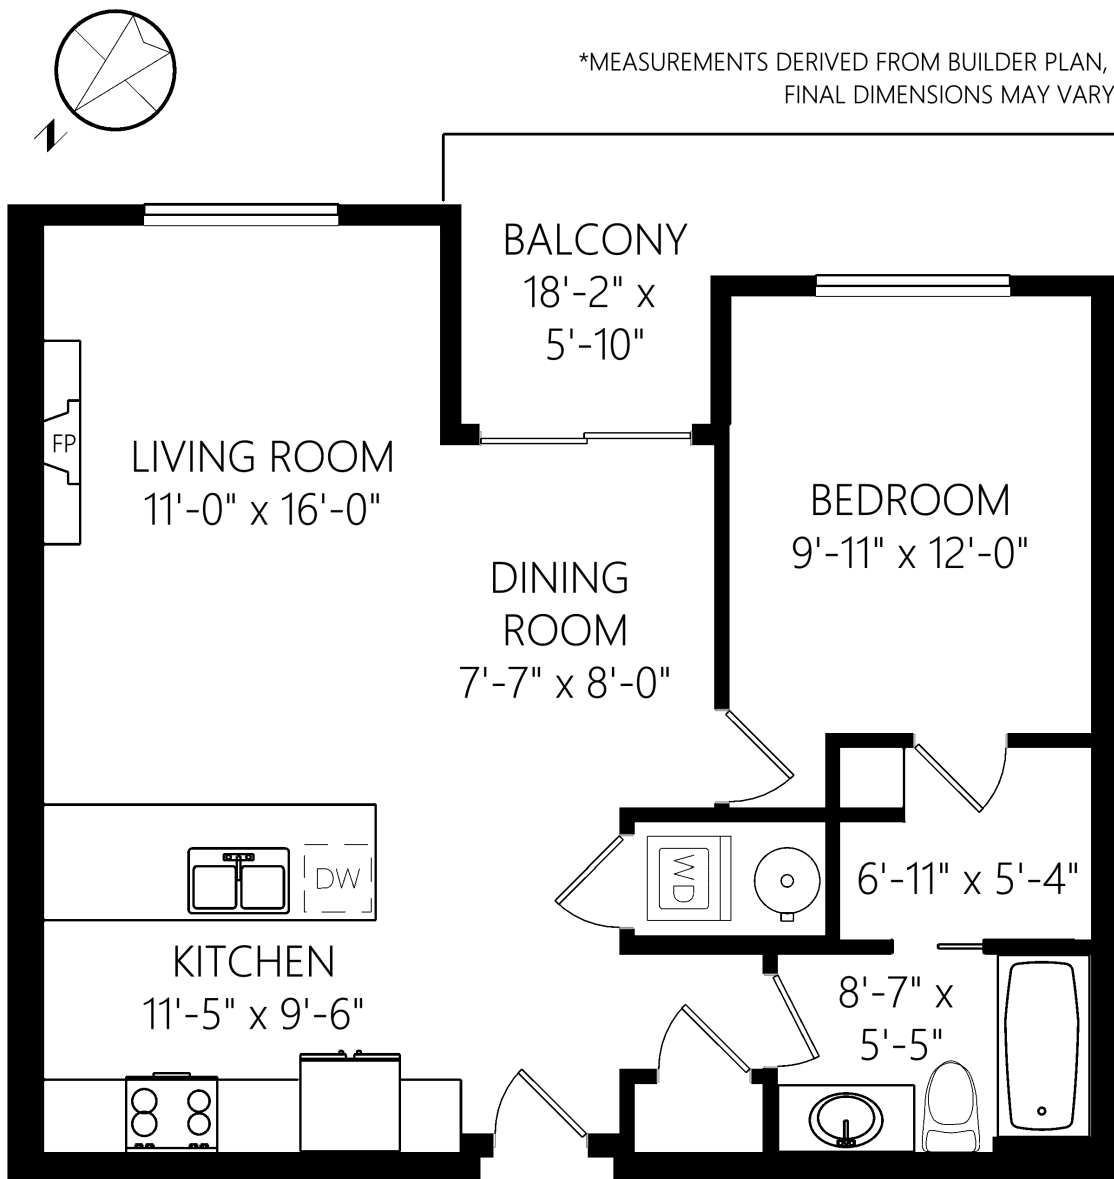 *MEASUREMENTS DERIVED FROM BUILDER PLAN,
FINAL DIMENSIONS MAY VARY
N
BALCONY
18'-2" x
5'-10"
FP
LIVING ROOM
11'-0" x 16'-0"
BEDROOM
9'-11" x 12'-0"
DINING
ROOM
7'-7" x 8'-0"
WD
DW
6'-11" x 5'-4"
KITCHEN
11'-5" x 9'-6"
8'-7" x
5'-5"